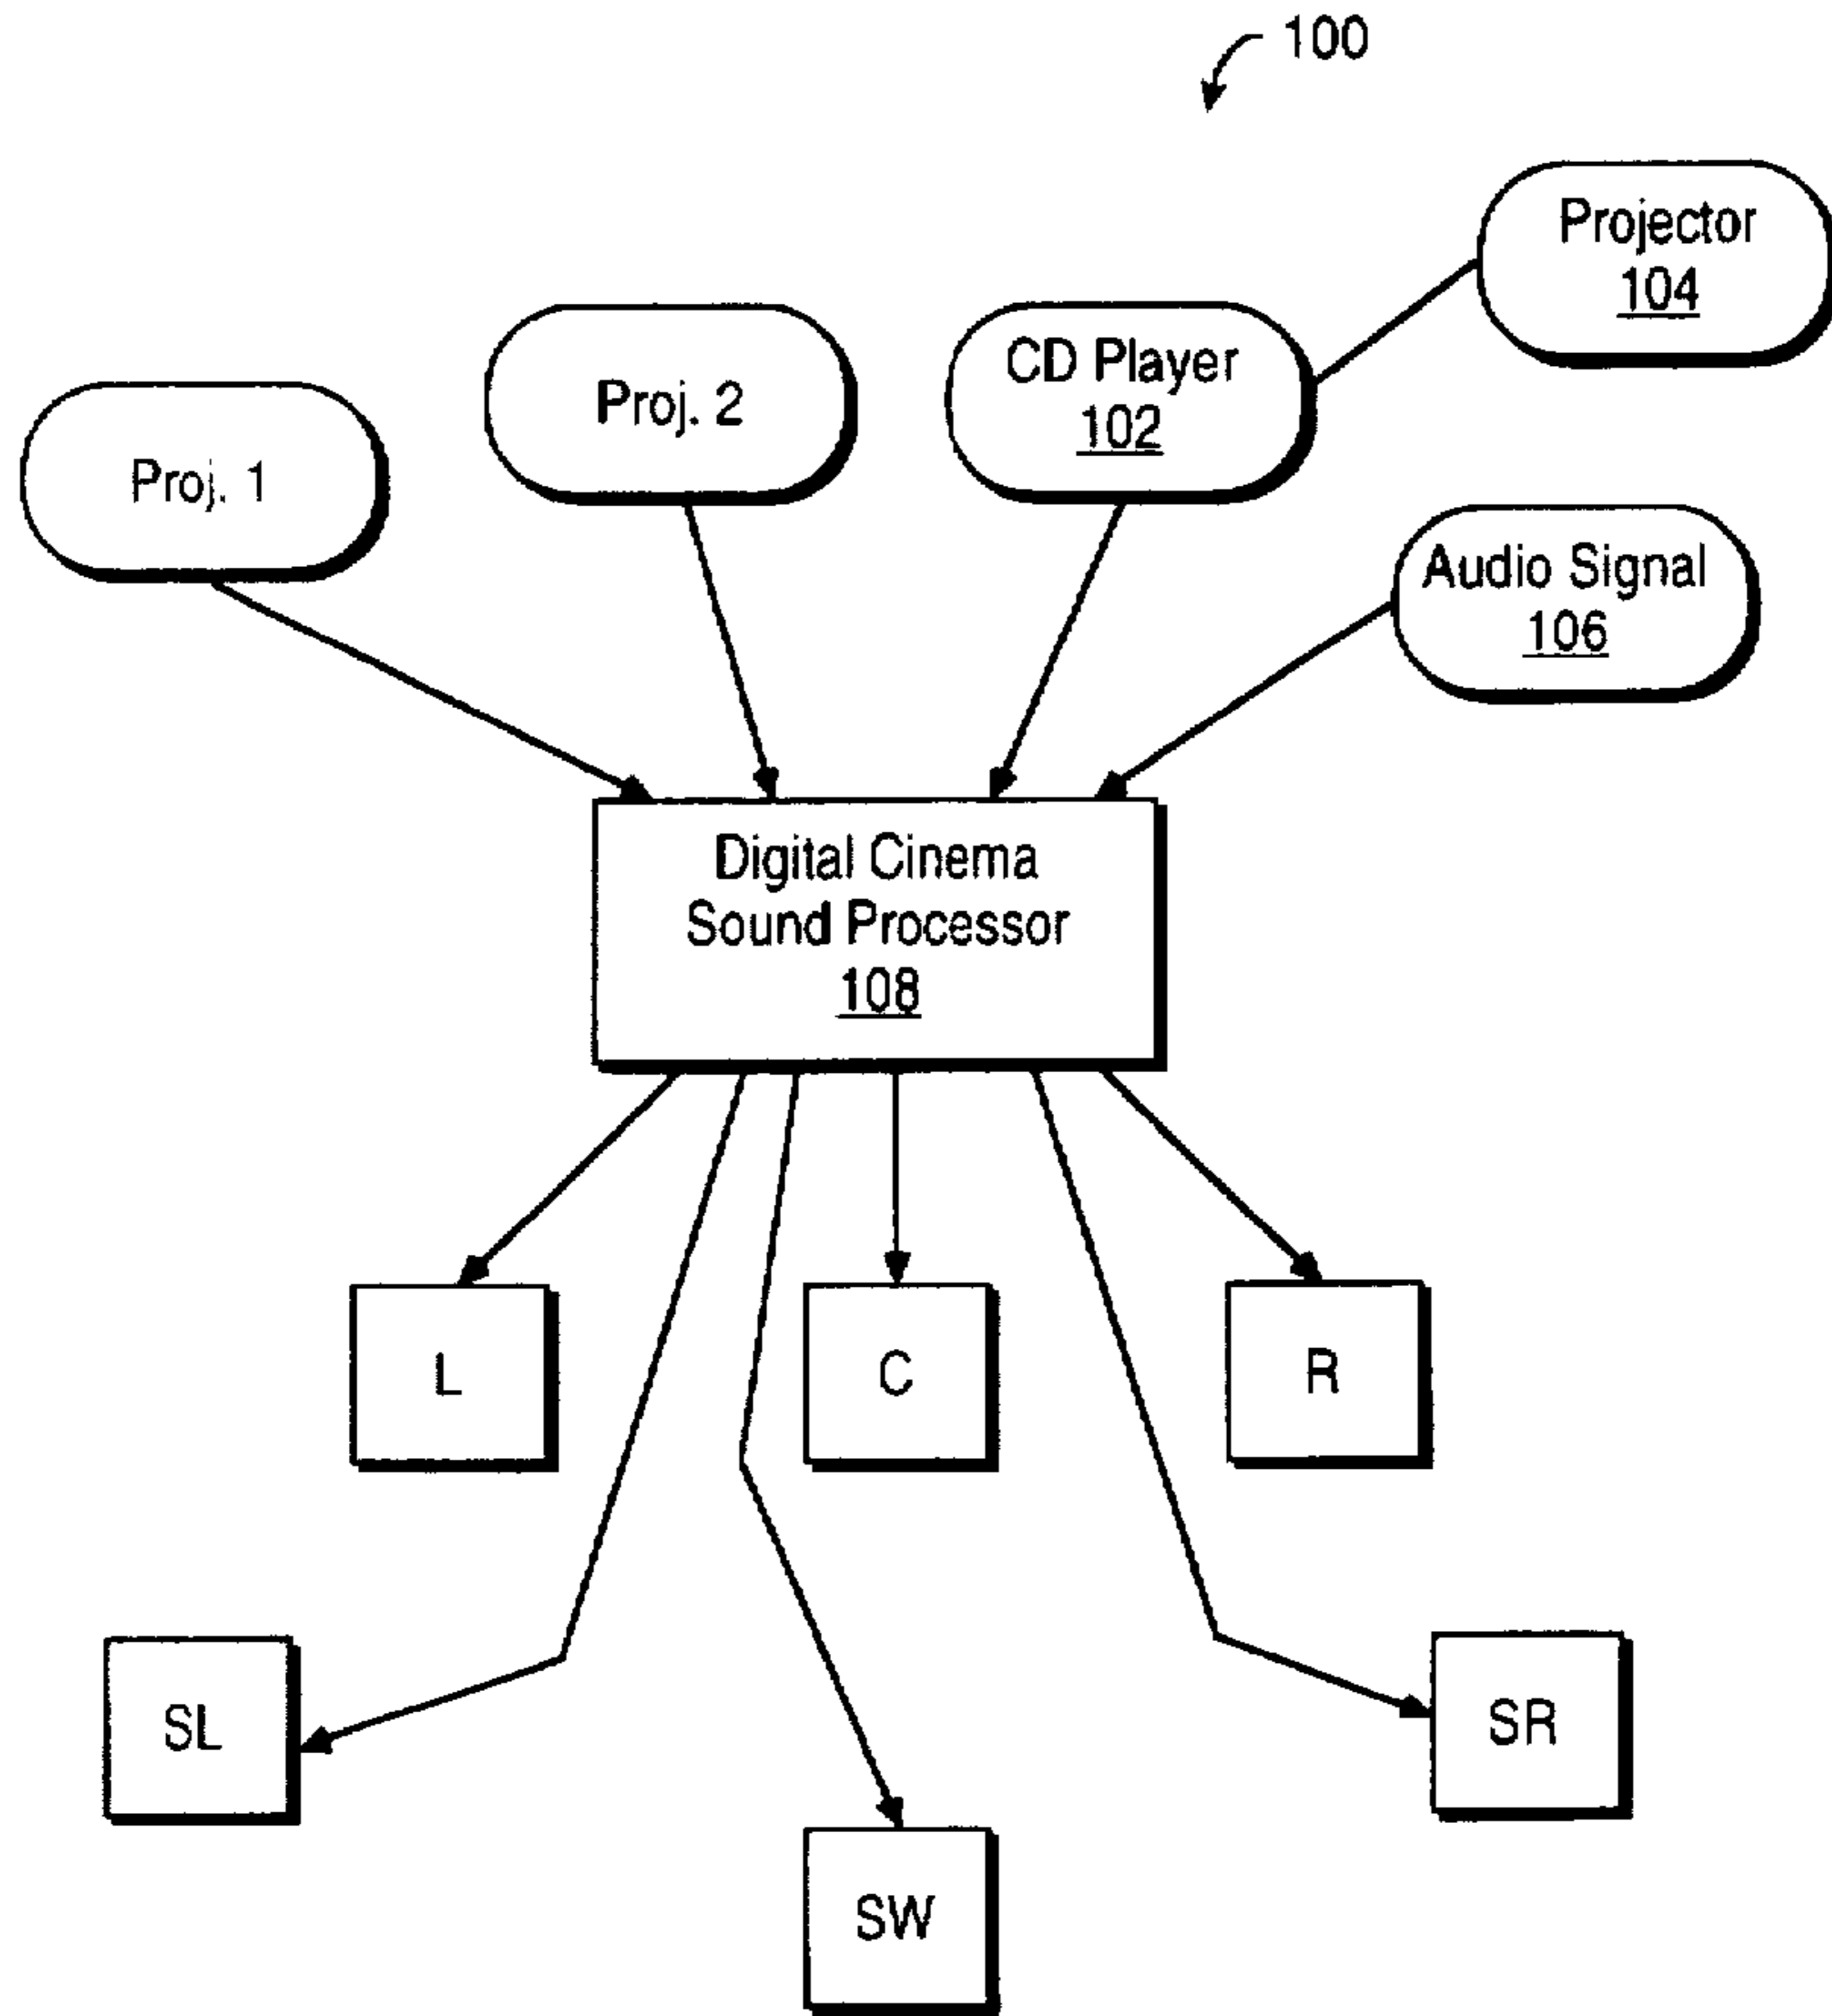 100
Projector
104
CD Player
102
Proj. 2
Proj. 1
Audio Signal
106
Digital Cinema
Sound Processor
108
L
C
R
SL
SR
SW